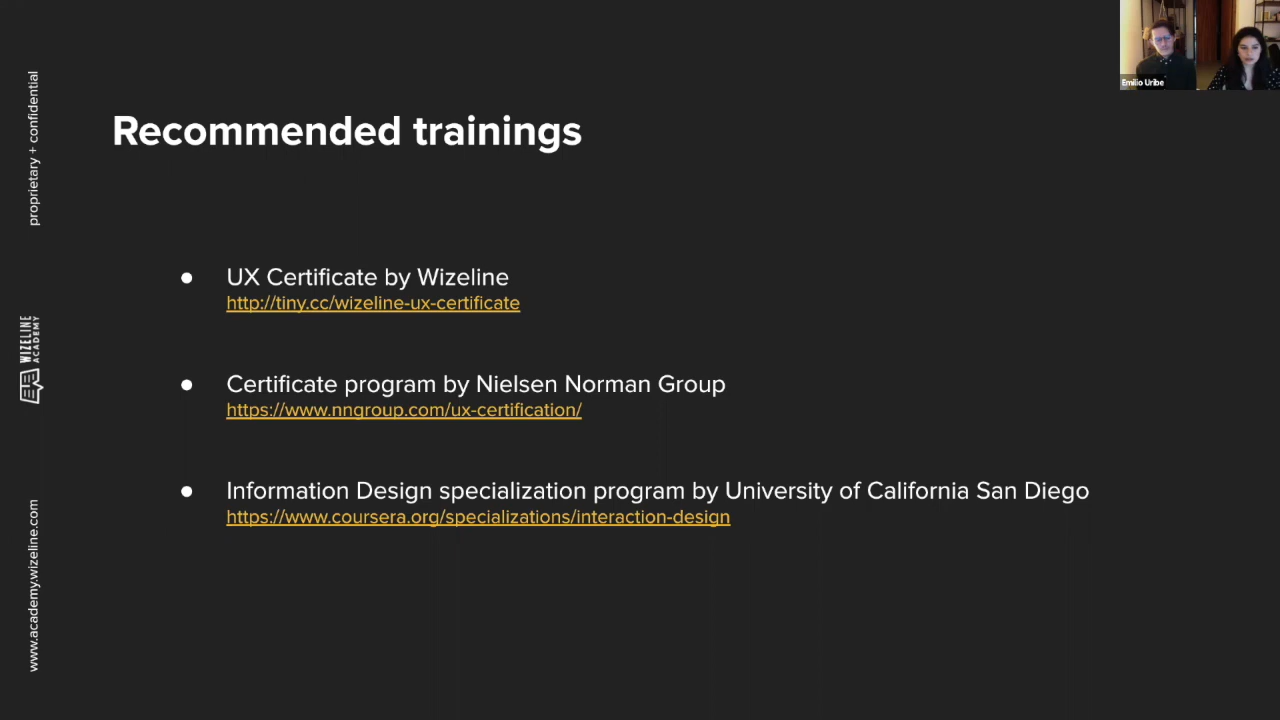 proprietary + confidential
WIZELINE
ACADEMY
www.academy.wizeline.com
Emilio Uribe
Recommended trainings
● UX Certificate by Wizeline
http://tiny.cc/wizeline-ux-certificate
● Certificate program by Nielsen Norman Group
https://www.nngroup.com/ux-certification/
● Information Design specialization program by University of California San Diego
https://www.coursera.org/specializations/interaction-design